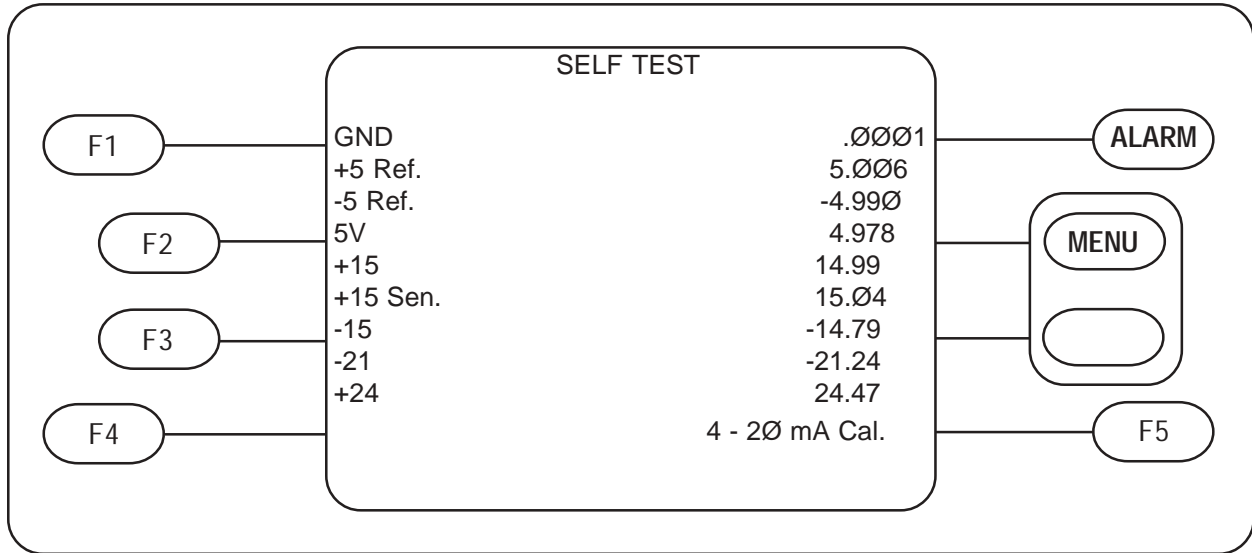 SELF TEST
F1 GND .ØØØ1 ALARM
+5 Ref. 5.ØØ6
-5 Ref. -4.99Ø
F2 5V 4.978 MENU
+15 14.99
+15 Sen. 15.Ø4
F3 -15 -14.79
-21 -21.24
+24 24.47
F4 4 - 2Ø mA Cal. F5